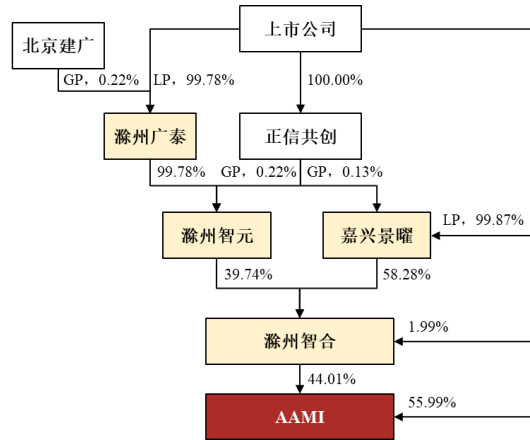 上市公司
北京建广
GP，0.22%
LP，99.78%
100.00%
滁州广泰
正信共创
99.78%
GP，0.22%
GP，0.13%
滁州智元
嘉兴景曜
LP，99.87%
39.74%
58.28%
滁州智合
1.99%
44.01%
AAMI
55.99%